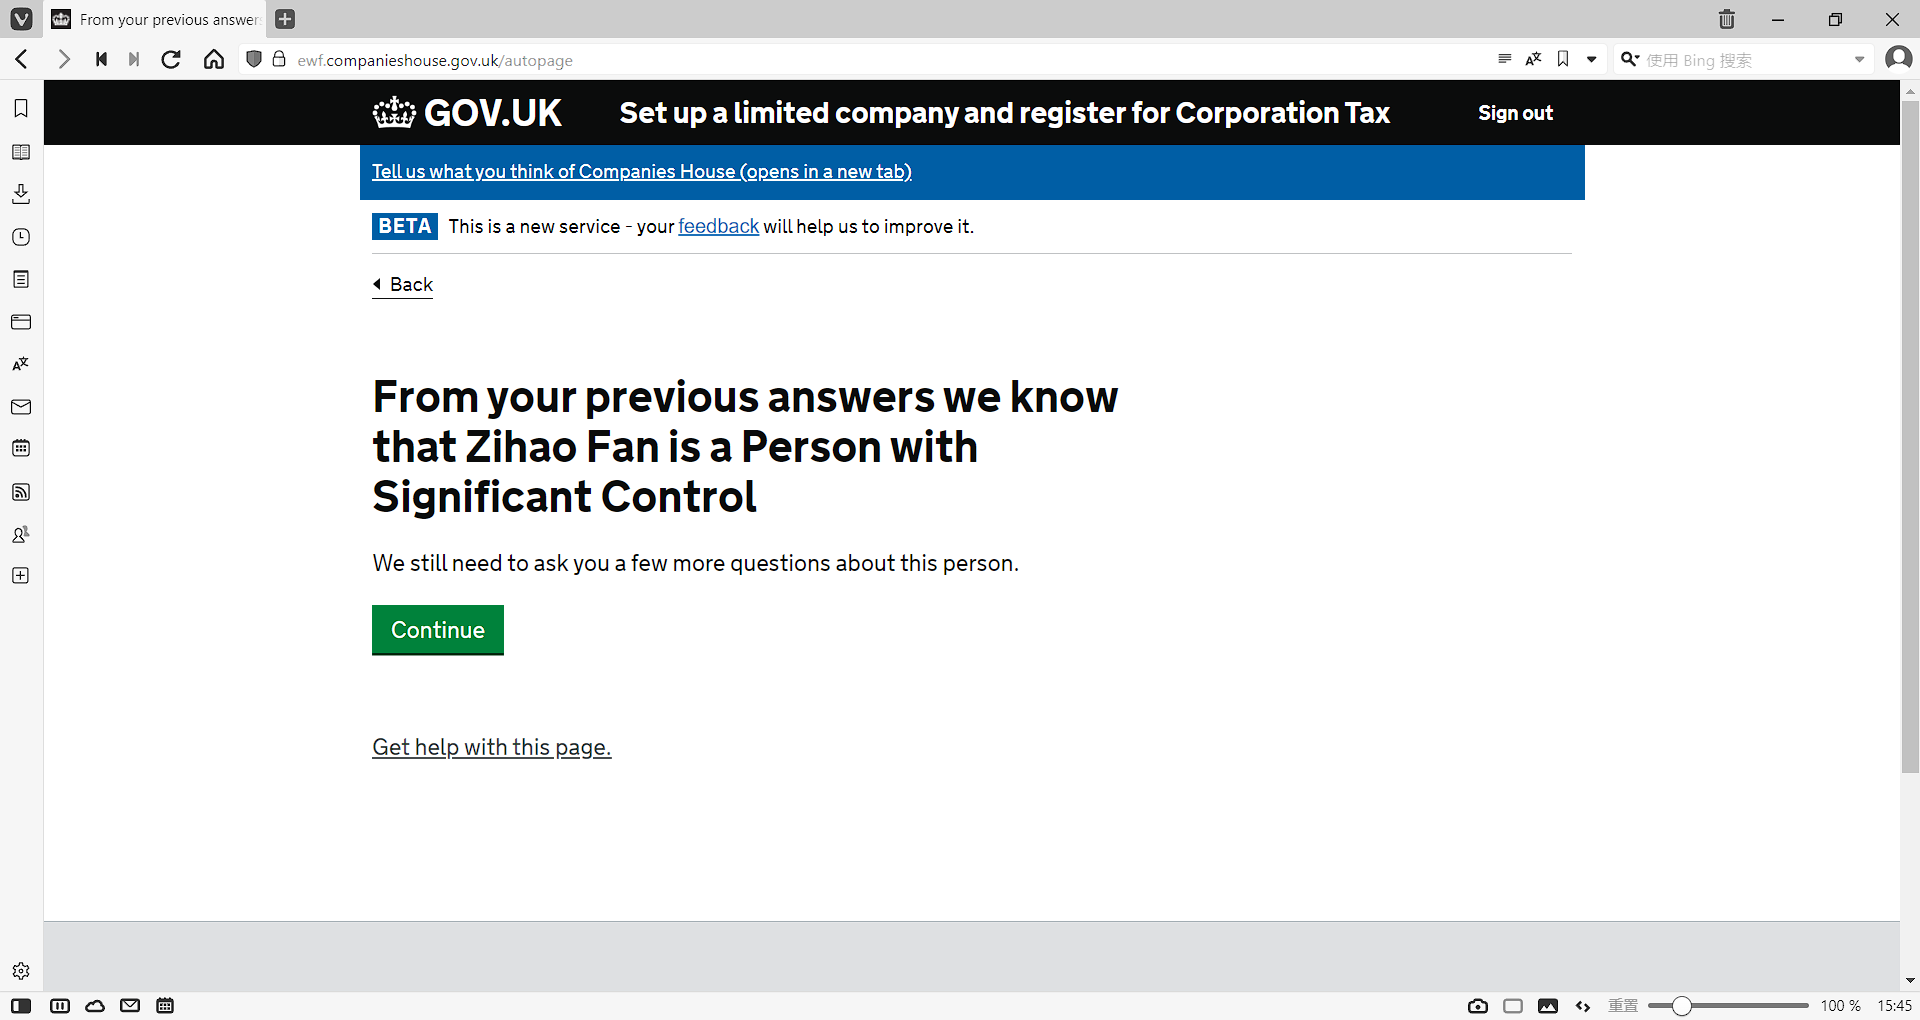 From your previous answer
ewf.companieshouse.gov.uk/autopage
使用 Bing 搜索
GOV.UK
Set up a limited company and register for Corporation Tax
Sign out
Tell us what you think of Companies House (opens in a new tab)
BETA
This is a new service - your feedback will help us to improve it.
Back
From your previous answers we know
that Zihao Fan is a Person with
Significant Control
We still need to ask you a few more questions about this person.
Continue
Get help with this page.
重置
100 %
15:45